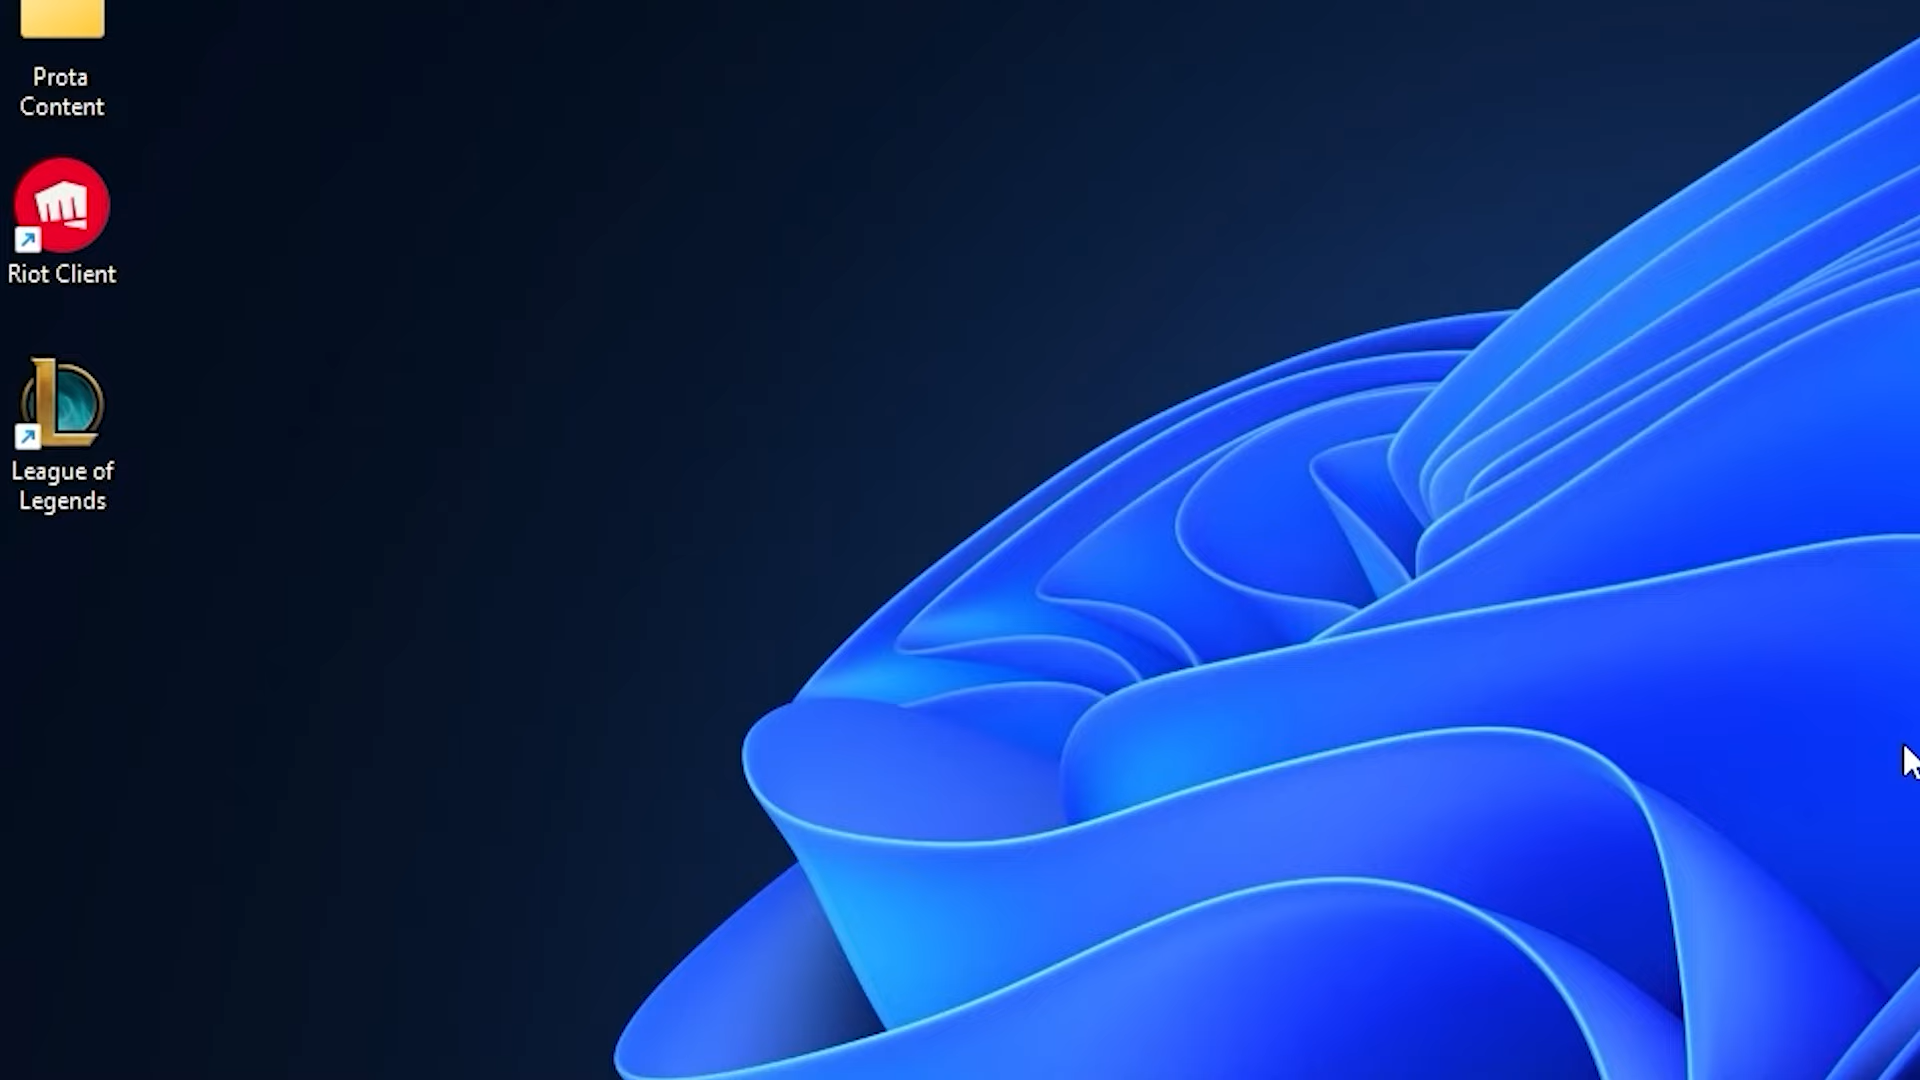 Prota
Content
Riot Client
League of
Legends